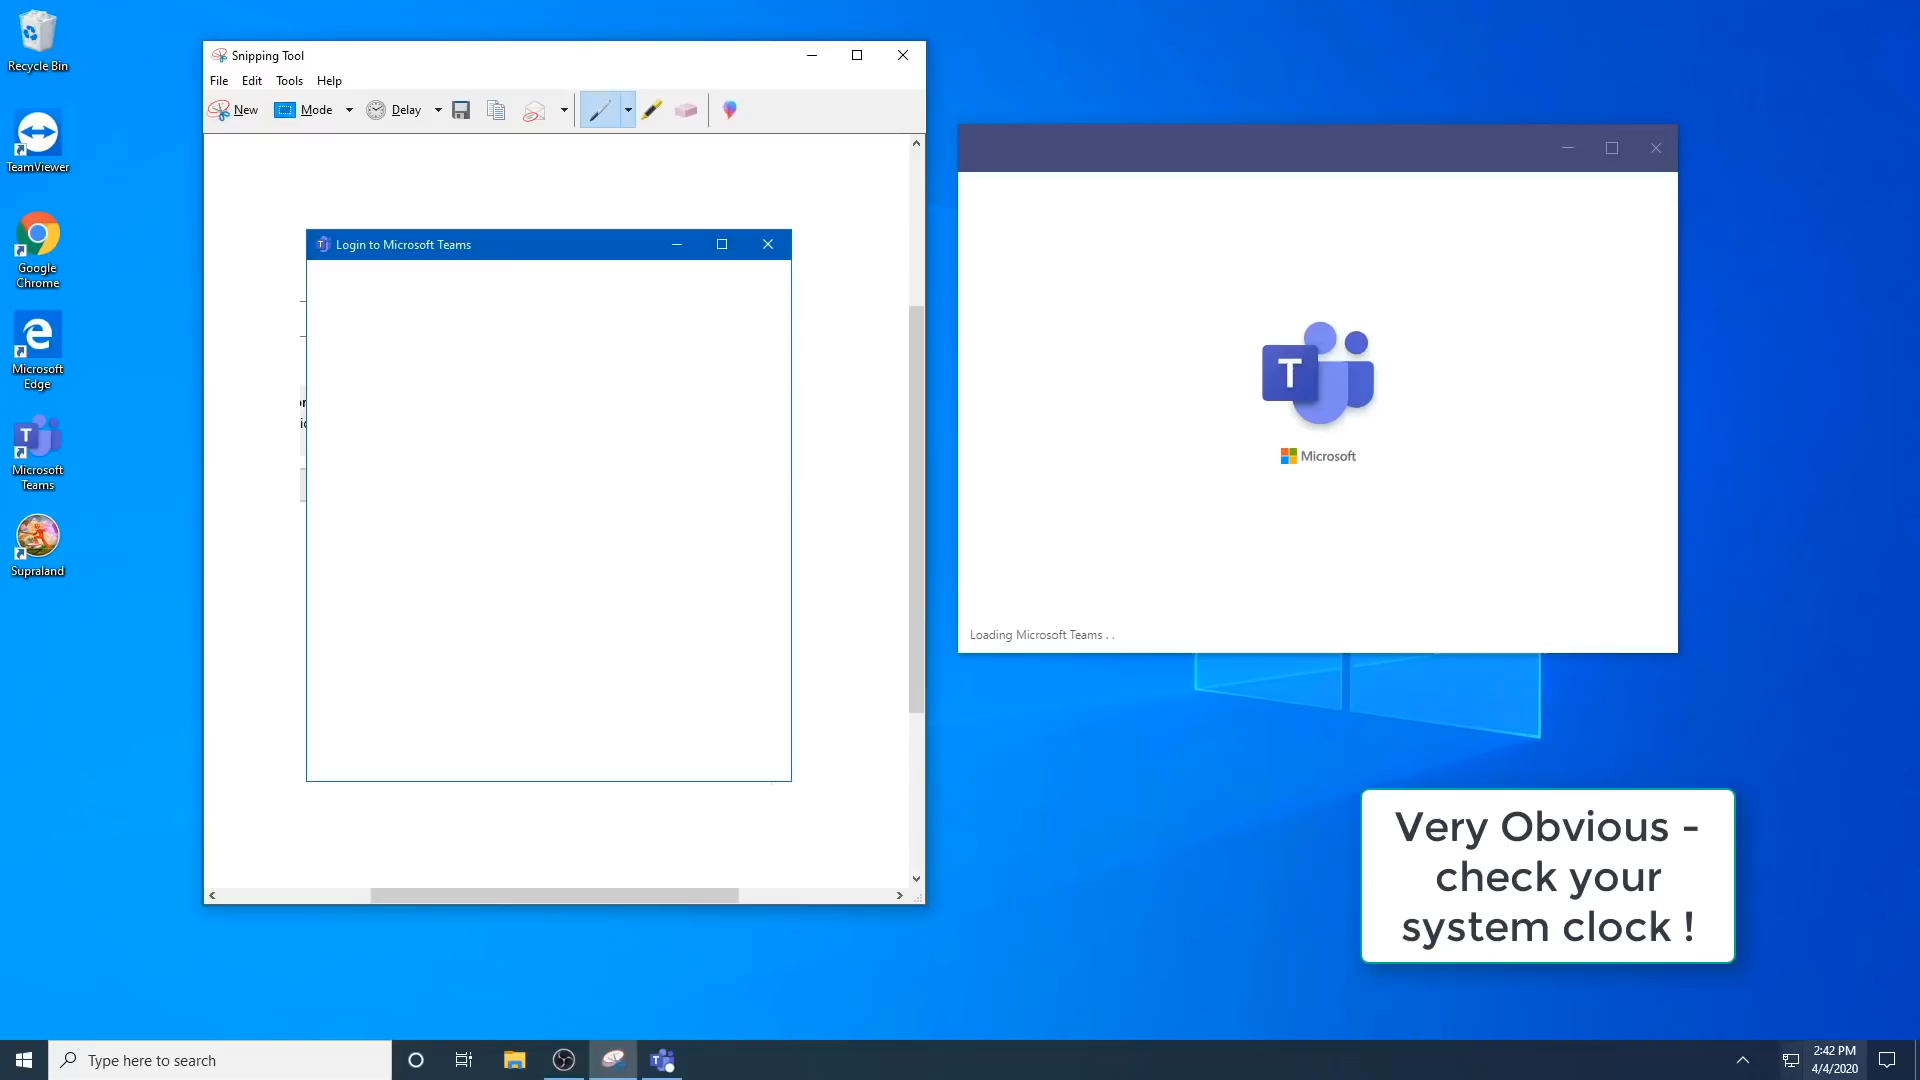 Recycle Bin
TeamViewer
Google
Chrome
Microsoft
Edge
Microsoft
Teams
Supraland
Snipping Tool
File Edit Tools Help
New Mode Delay
Login to Microsoft Teams
T
Microsoft
Loading Microsoft Teams . .
Very Obvious -
check your
system clock !
Type here to search
2:42 PM
4/4/2020